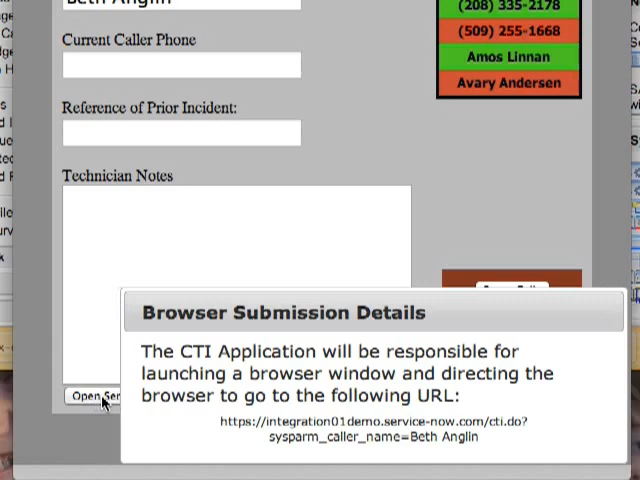 Beth Anglin
(208) 335-2178
Current Caller Phone
(509) 255-1668
Amos Linnan
Avary Andersen
Reference of Prior Incident:
Technician Notes
Browser Submission Details
The CTI Application will be responsible for
launching a browser window and directing the
browser to go to the following URL:
Open Ser
https://integration01demo.service-now.com/cti.do?
sysparm_caller_name=Beth Anglin